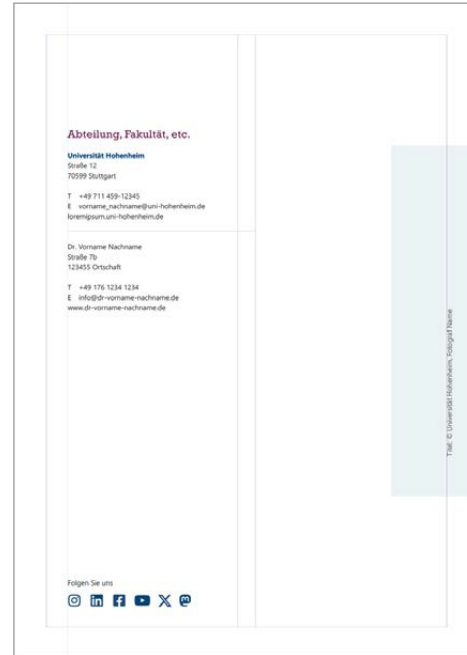 Abteilung, Fakultät, etc.
Universität Hohenheim
Straße 12
70599 Stuttgart
T +49 711 459-12345
E vorname_nachname@uni-hohenheim.de
loremipsum.uni-hohenheim.de
Dr. Vorname Nachname
Straße 7b
123455 Ortschaft
T +49 176 1234 1234
E info@dr-vorname-nachname.de
www.dr-vorname-nachname.de
Titel: © Universität Hohenheim, Fotograf Name
Folgen Sie uns